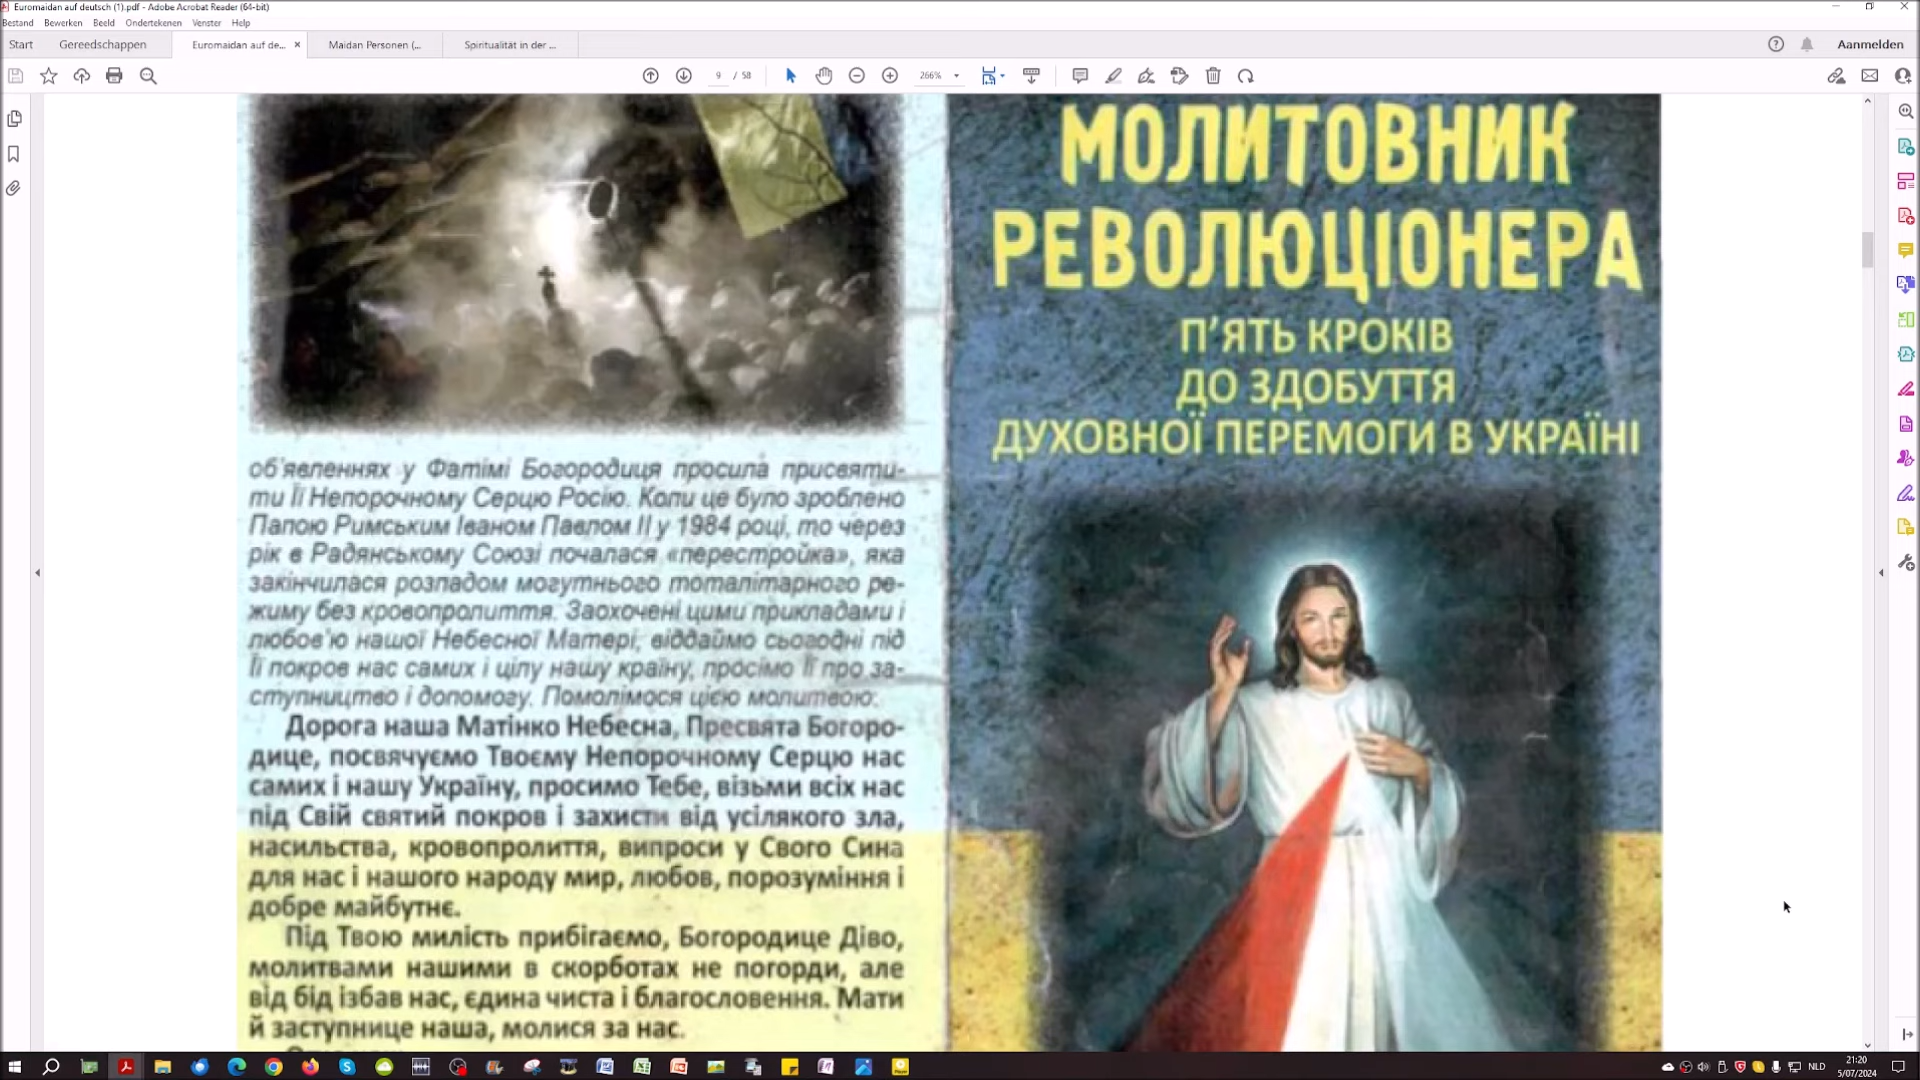 Euromaidan auf deutsch (1).pdf - Adobe Acrobat Reader (64-bit)
Bestand Bewerken Beeld Ondertekenen Venster Help
Start Gereedschappen Euromaidan auf de... Maidan Personen (... Spiritualität in der ... Aanmelden
9 / 58 266%
об'явленнях у Фатімі Богородиця просила присвяти-
ти Її Непорочному Серцю Росію. Коли це було зроблено
Папою Римським Іваном Павлом ІІ у 1984 році, то через
рік в Радянському Союзі почалася «перестройка», яка
закінчилася розпадом могутнього тоталітарного ре-
жиму без кровопролиття. Заохочені цими прикладами і
любов'ю нашої Небесної Матері, віддаймо сьогодні під
Її покров нас самих і цілу нашу країну, просімо Її про за-
ступництво і допомогу. Помолімося цією молитвою:
Дорога наша Матінко Небесна, Пресвята Богоро-
дице, посвячуємо Твоєму Непорочному Серцю нас
самих і нашу Україну, просимо Тебе, візьми всіх нас
під Свій святий покров і захисти від усілякого зла,
насильства, кровопролиття, випроси у Свого Сина
для нас і нашого народу мир, любов, порозуміння і
добре майбутнє.
Під Твою милість прибігаємо, Богородице Діво,
молитвами нашими в скорботах не погорди, але
від бід ізбав нас, єдина чиста і благословення. Мати
й заступнице наша, молися за нас.
МОЛИТОВНИК
РЕВОЛЮЦІОНЕРА
П'ЯТЬ КРОКІВ
ДО ЗДОБУТТЯ
ДУХОВНОЇ ПЕРЕМОГИ В УКРАЇНІ
NLD
21:20
5/07/2024